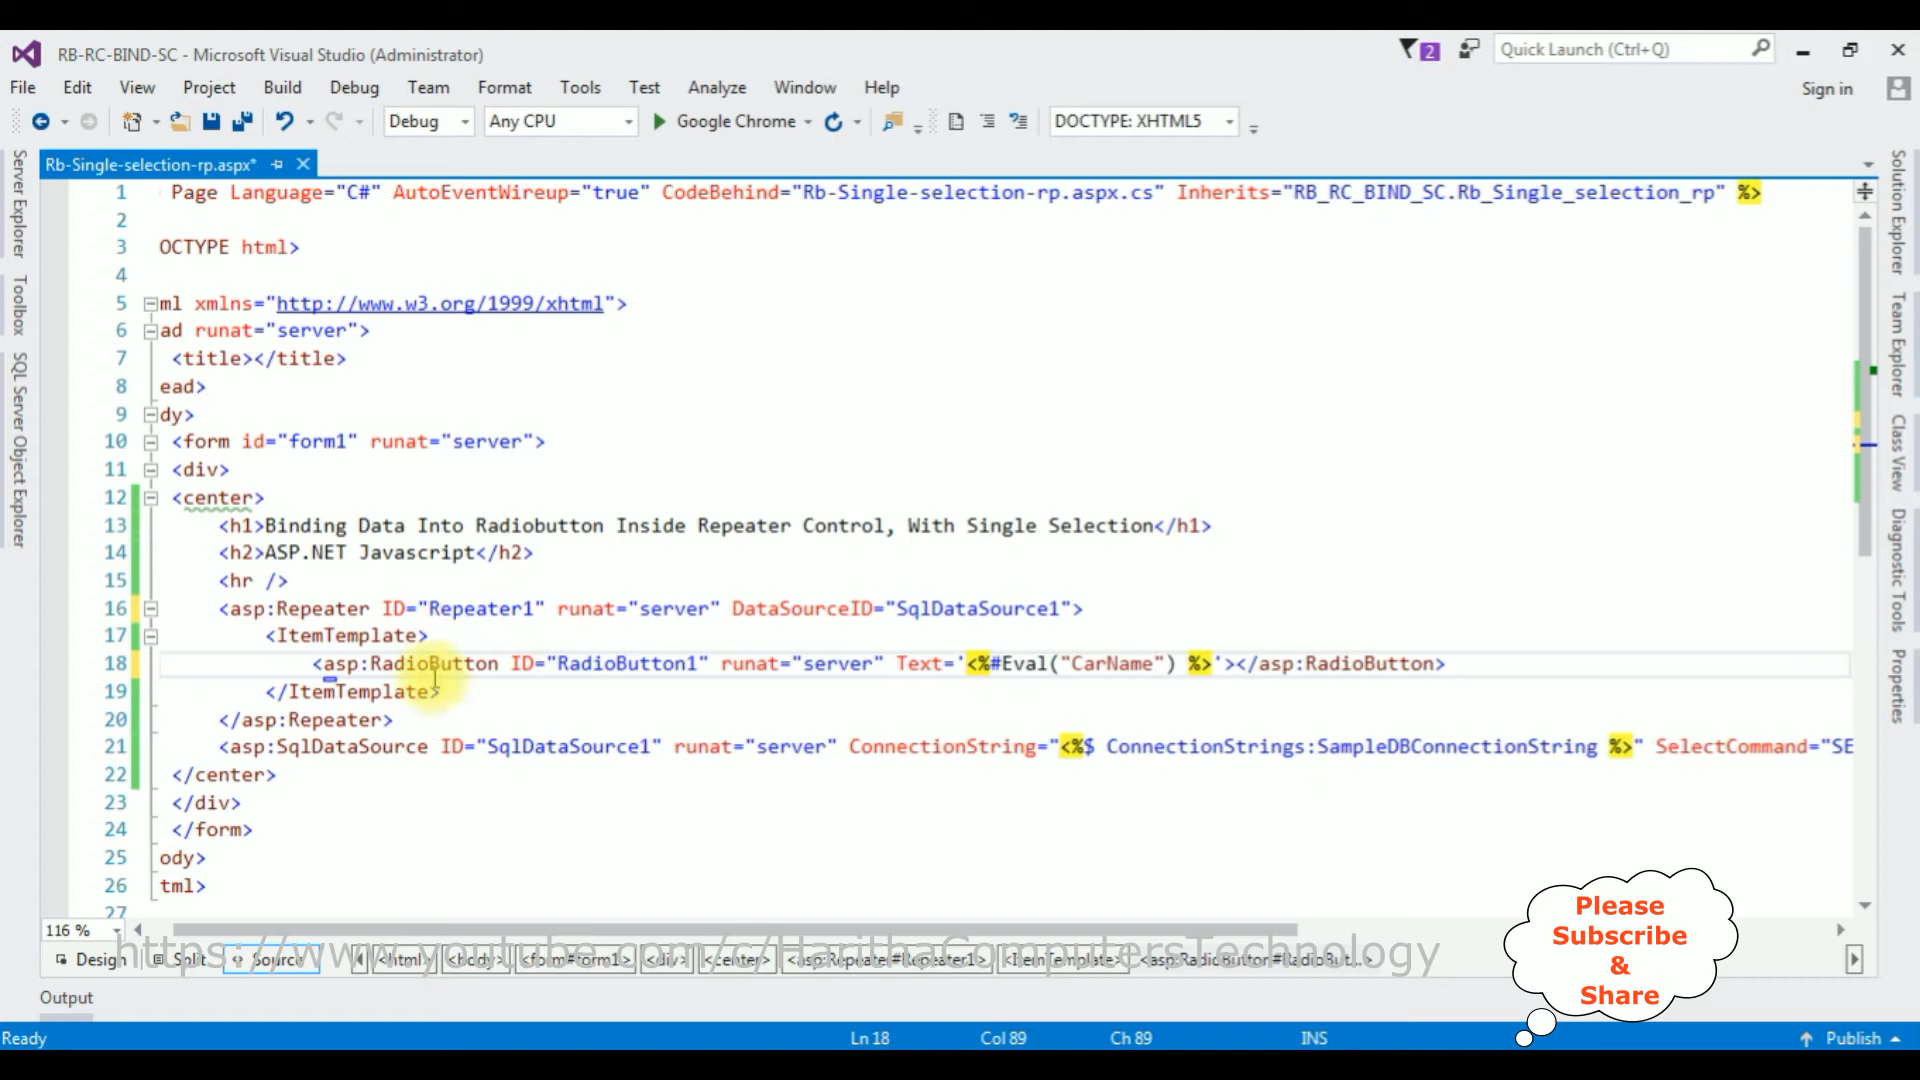 RB-RC-BIND-SC - Microsoft Visual Studio (Administrator)
2
Quick Launch (Ctrl+Q)
File Edit View Project Build Debug Team Format Tools Test Analyze Window Help
Sign in
Debug Any CPU Google Chrome DOCTYPE: XHTML5
Rb-Single-selection-rp.aspx*
Server Explorer
Toolbox
SQL Server Object Explorer
1 Page Language="C#" AutoEventWireup="true" CodeBehind="Rb-Single-selection-rp.aspx.cs" Inherits="RB_RC_BIND_SC.Rb_Single_selection_rp" %>
2
3 OCTYPE html>
4
5 ml xmlns="http://www.w3.org/1999/xhtml">
6 ad runat="server">
7 <title></title>
8 ead>
9 dy>
10 <form id="form1" runat="server">
11 <div>
12 <center>
13 <h1>Binding Data Into Radiobutton Inside Repeater Control, With Single Selection</h1>
14 <h2>ASP.NET Javascript</h2>
15 <hr />
16 <asp:Repeater ID="Repeater1" runat="server" DataSourceID="SqlDataSource1">
17 <ItemTemplate>
18 <asp:RadioButton ID="RadioButton1" runat="server" Text='<%#Eval("CarName") %>'></asp:RadioButton>
19 </ItemTemplate>
20 </asp:Repeater>
21 <asp:SqlDataSource ID="SqlDataSource1" runat="server" ConnectionString="<%$ ConnectionStrings:SampleDBConnectionString %>" SelectCommand="SE
22 </center>
23 </div>
24 </form>
25 ody>
26 tml>
27
Solution Explorer
Team Explorer
Class View
Diagnostic Tools
Properties
116 %
https://www.youtube.com/c/HarithaComputersTechnology
Design Split Source <html> <body> <form#form1> <div> <center> <asp:Repeater#Repeater1> <ItemTemplate> <asp:RadioButton#RadioBut...>
Please
Subscribe
&
Share
Output
Ready Ln 18 Col 89 Ch 89 INS Publish